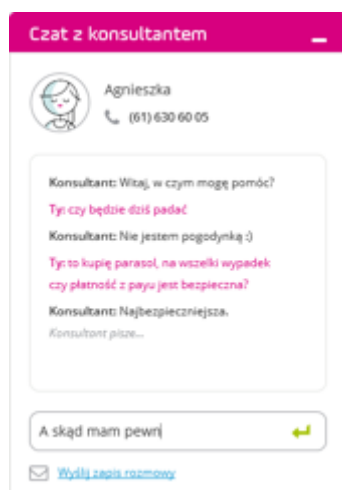 Czat z konsultantem
Agnieszka
(61) 630 60 05
Konsultant: Witaj, w czym mogę pomóc?
Ty: czy będzie dziś padać
Konsultant: Nie jestem pogodynką :)
Ty: to kupię parasol, na wszelki wypadek
czy płatność z payu jest bezpieczna?
Konsultant: Najbezpieczniejsza.
Konsultant pisze...
A skąd mam pewn
Wyślij zapis rozmowy